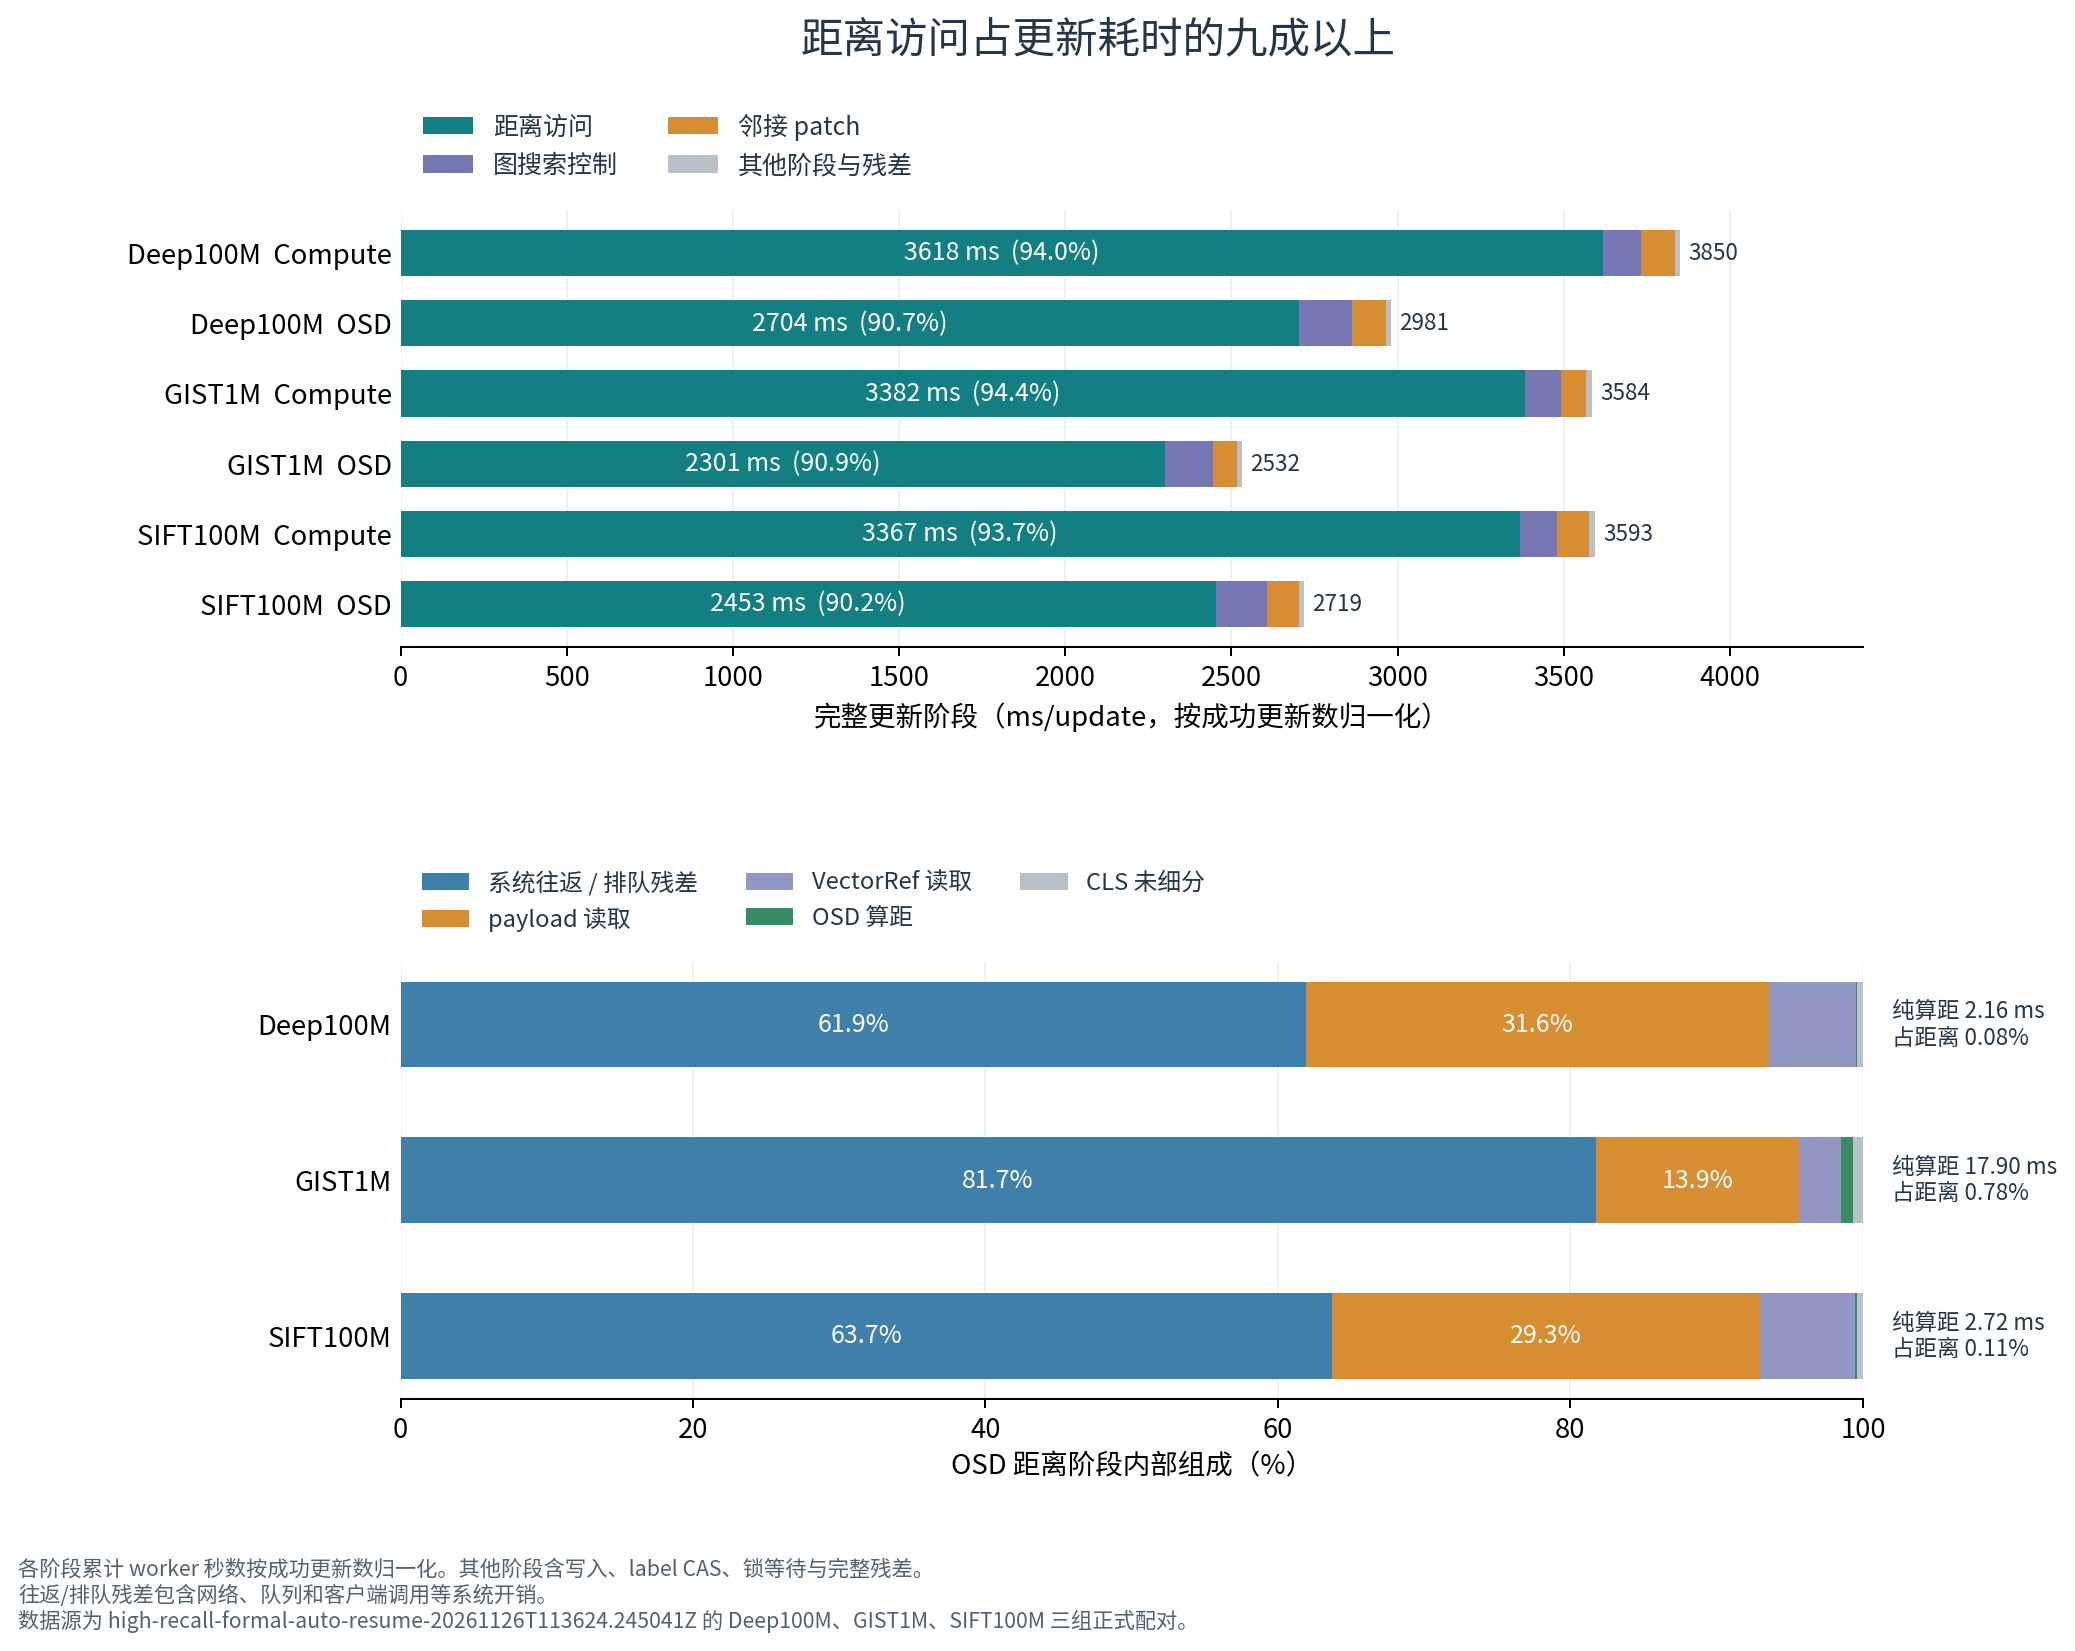 距离访问占更新耗时的九成以上
距离访问
邻接 patch
图搜索控制
其他阶段与残差
Deep100M Compute
3618 ms (94.0%)
3850
Deep100M OSD
2704 ms (90.7%)
2981
GIST1M Compute
3382 ms (94.4%)
3584
GIST1M OSD
2301 ms (90.9%)
2532
SIFT100M Compute
3367 ms (93.7%)
3593
SIFT100M OSD
2453 ms (90.2%)
2719
0 500 1000 1500 2000 2500 3000 3500 4000
完整更新阶段（ms/update，按成功更新数归一化）
系统往返 / 排队残差
VectorRef 读取
CLS 未细分
payload 读取
OSD 算距
Deep100M
61.9%
31.6%
纯算距 2.16 ms
占距离 0.08%
GIST1M
81.7%
13.9%
纯算距 17.90 ms
占距离 0.78%
SIFT100M
63.7%
29.3%
纯算距 2.72 ms
占距离 0.11%
0 20 40 60 80 100
OSD 距离阶段内部组成（%）
各阶段累计 worker 秒数按成功更新数归一化。其他阶段含写入、label CAS、锁等待与完整残差。
往返/排队残差包含网络、队列和客户端调用等系统开销。
数据源为 high-recall-formal-auto-resume-20261126T113624.245041Z 的 Deep100M、GIST1M、SIFT100M 三组正式配对。